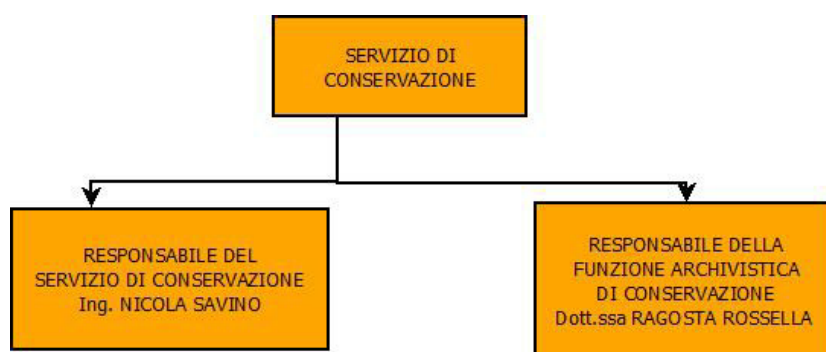 SERVIZIO DI
CONSERVAZIONE
RESPONSABILE DEL
SERVIZIO DI CONSERVAZIONE
Ing. NICOLA SAVINO
RESPONSABILE DELLA
FUNZIONE ARCHIVISTICA
DI CONSERVAZIONE
Dott.ssa RAGOSTA ROSSELLA